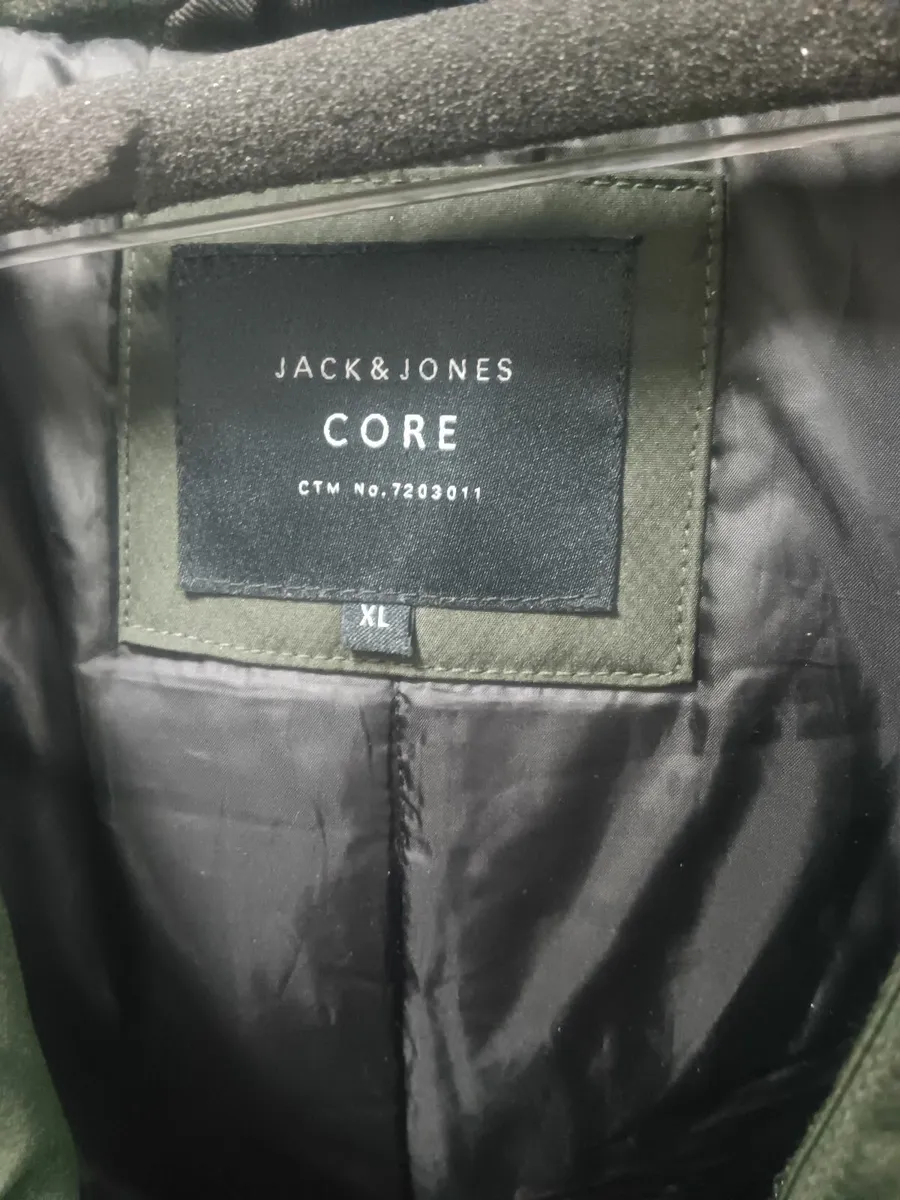 JACK&JONES
CORE
CTM No.7203011
XL